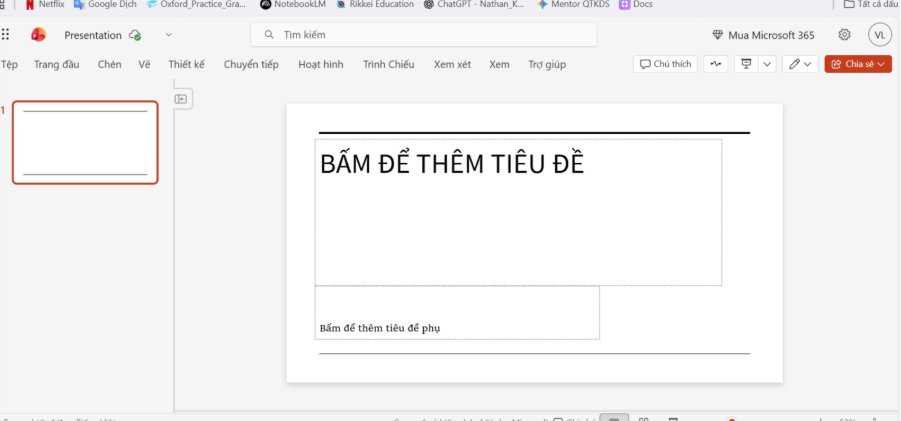 Netflix Google Dịch Oxford_Practice_Gra... NotebookLM Rikkei Education ChatGPT - Nathan_K... Mentor QTKDS Docs Tất cả dấu
Presentation Tìm kiếm Mua Microsoft 365 VL
Tệp Trang đầu Chèn Vẽ Thiết kế Chuyển tiếp Hoạt hình Trình Chiếu Xem xét Xem Trợ giúp Chú thích Chia sẻ
1
BẤM ĐỂ THÊM TIÊU ĐỀ
Bấm để thêm tiêu đề phụ